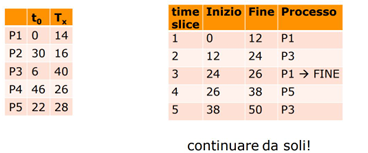 t₀ Tₓ
P1 0 14
P2 30 16
P3 6 40
P4 46 26
P5 22 28
time slice Inizio Fine Processo
1 0 12 P1
2 12 24 P3
3 24 26 P1 → FINE
4 26 38 P5
5 38 50 P3
continuare da soli!